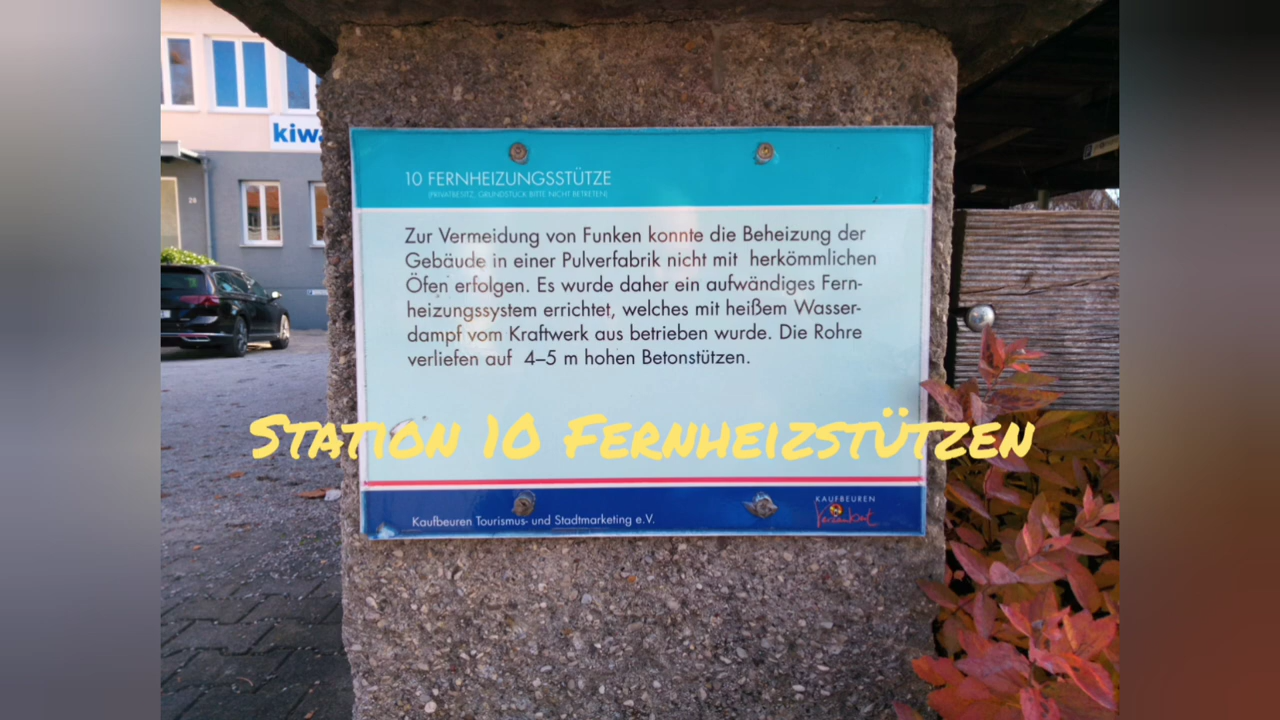 kiwa
26
10 FERNHEIZUNGSSTÜTZE
(PRIVATBESITZ, GRUNDSTÜCK BITTE NICHT BETRETEN)
Zur Vermeidung von Funken konnte die Beheizung der
Gebäude in einer Pulverfabrik nicht mit herkömmlichen
Öfen erfolgen. Es wurde daher ein aufwändiges Fern-
heizungssystem errichtet, welches mit heißem Wasser-
dampf vom Kraftwerk aus betrieben wurde. Die Rohre
verliefen auf 4–5 m hohen Betonstützen.
Station 10 Fernheizstützen
Kaufbeuren Tourismus- und Stadtmarketing e.V.
KAUFBEUREN